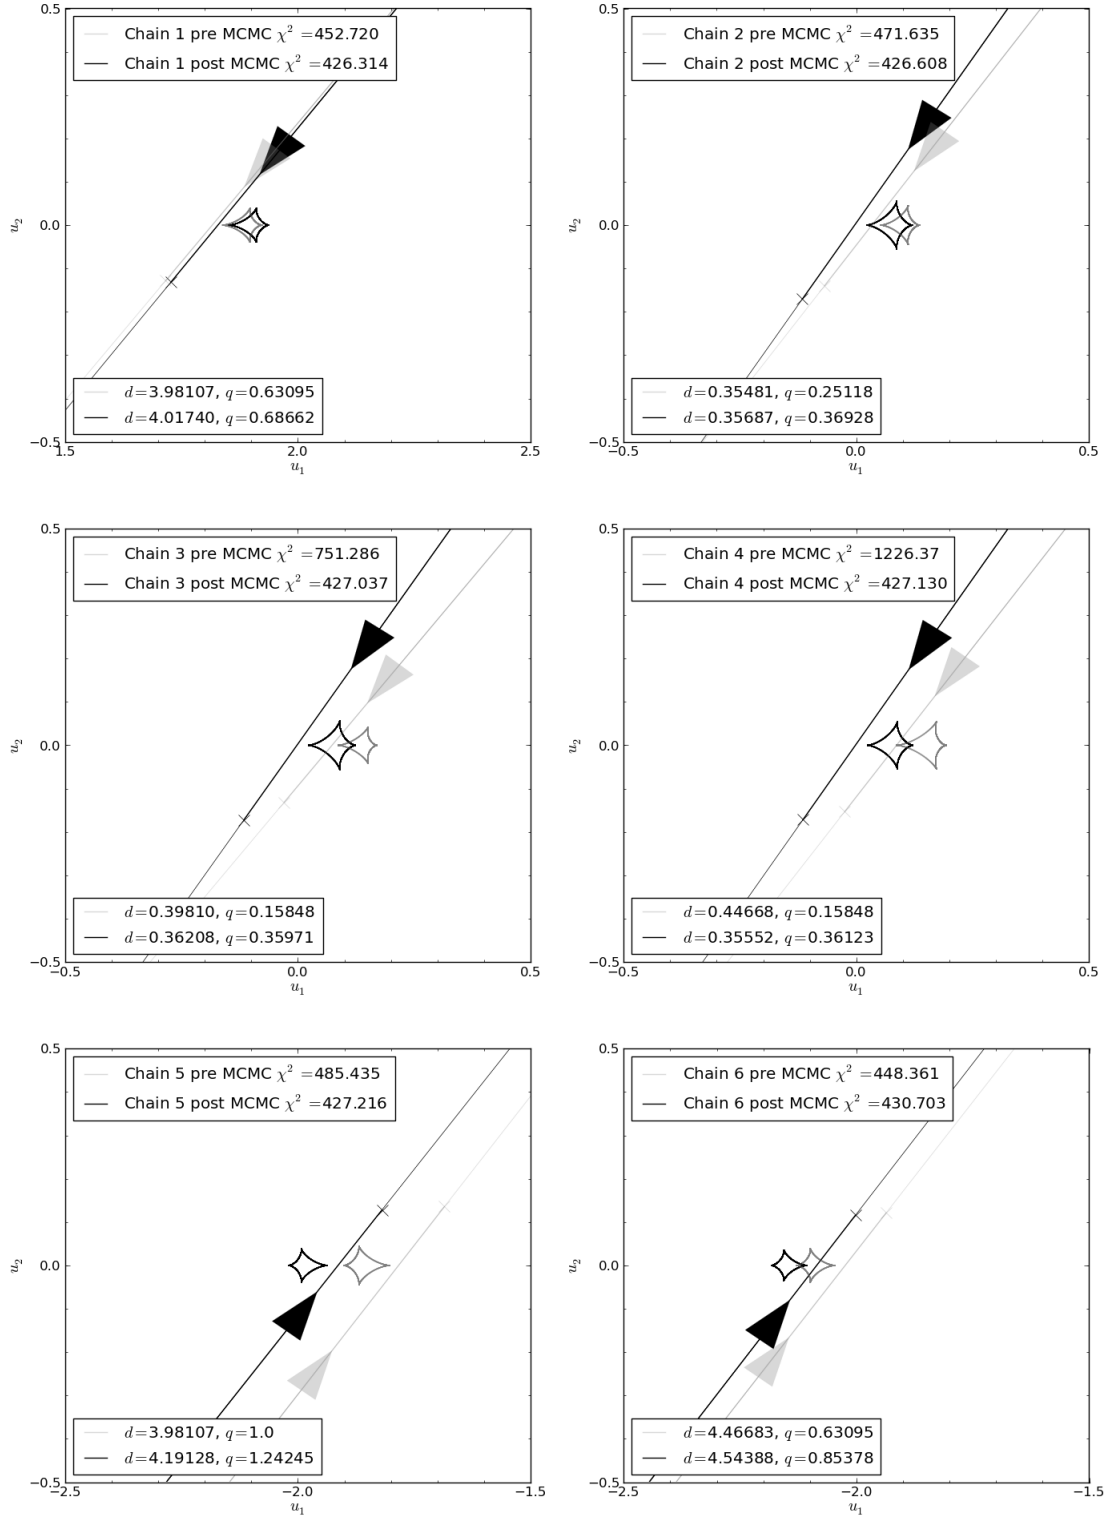 Chain 1 pre MCMC χ² =452.720
Chain 1 post MCMC χ² =426.314
0.5
0.0
−0.5
u₂
d=3.98107, q=0.63095
d=4.01740, q=0.68662
1.5 2.0 2.5
u₁
Chain 2 pre MCMC χ² =471.635
Chain 2 post MCMC χ² =426.608
0.5
0.0
−0.5
u₂
d=0.35481, q=0.25118
d=0.35687, q=0.36928
−0.5 0.0 0.5
u₁
Chain 3 pre MCMC χ² =751.286
Chain 3 post MCMC χ² =427.037
0.5
0.0
−0.5
u₂
d=0.39810, q=0.15848
d=0.36208, q=0.35971
−0.5 0.0 0.5
u₁
Chain 4 pre MCMC χ² =1226.37
Chain 4 post MCMC χ² =427.130
0.5
0.0
−0.5
u₂
d=0.44668, q=0.15848
d=0.35552, q=0.36123
−0.5 0.0 0.5
u₁
Chain 5 pre MCMC χ² =485.435
Chain 5 post MCMC χ² =427.216
0.5
0.0
−0.5
u₂
d=3.98107, q=1.0
d=4.19128, q=1.24245
−2.5 −2.0 −1.5
u₁
Chain 6 pre MCMC χ² =448.361
Chain 6 post MCMC χ² =430.703
0.5
0.0
−0.5
u₂
d=4.46683, q=0.63095
d=4.54388, q=0.85378
−2.5 −2.0 −1.5
u₁